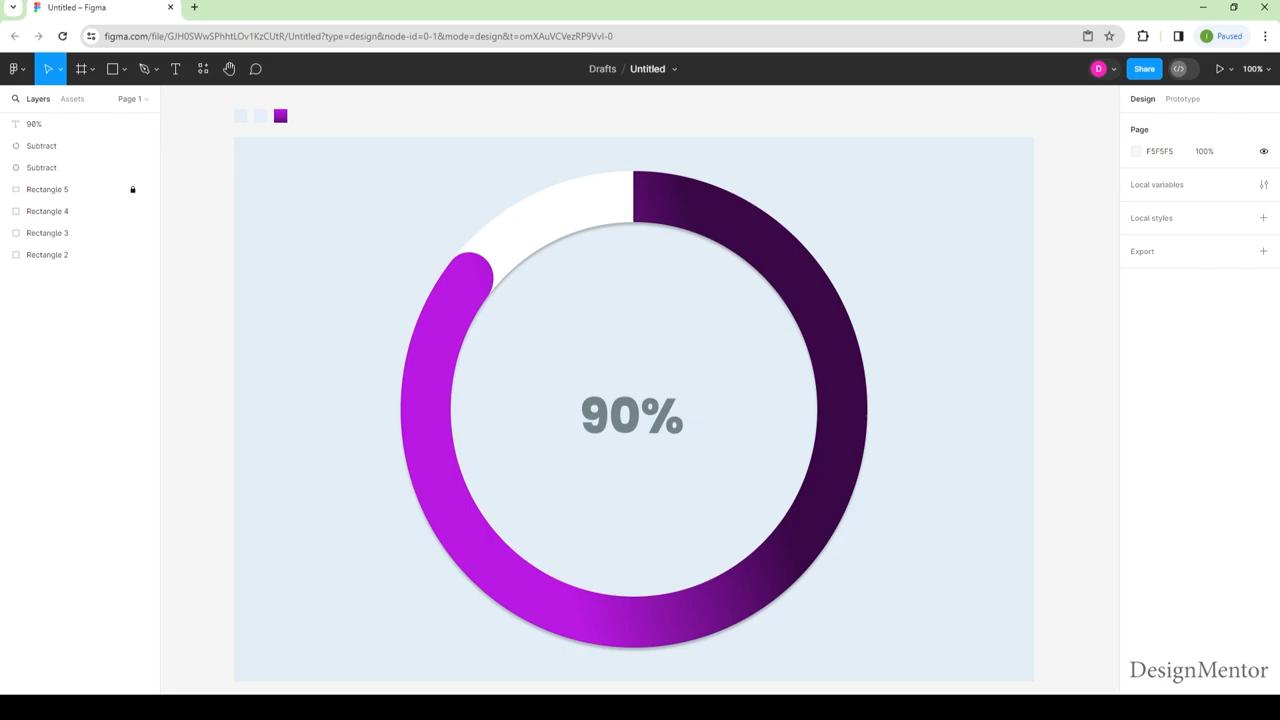 Untitled – Figma
figma.com/file/GJH0SWwSPhhtLOv1KzCUtR/Untitled?type=design&node-id=0-1&mode=design&t=omXAuVCVezRP9VvI-0
I Paused
Drafts / Untitled
D Share 100%
Layers Assets Page 1
Design Prototype
90%
Subtract
Subtract
Rectangle 5
Rectangle 4
Rectangle 3
Rectangle 2
90%
Page
F5F5F5 100%
Local variables
Local styles
Export
DesignMentor